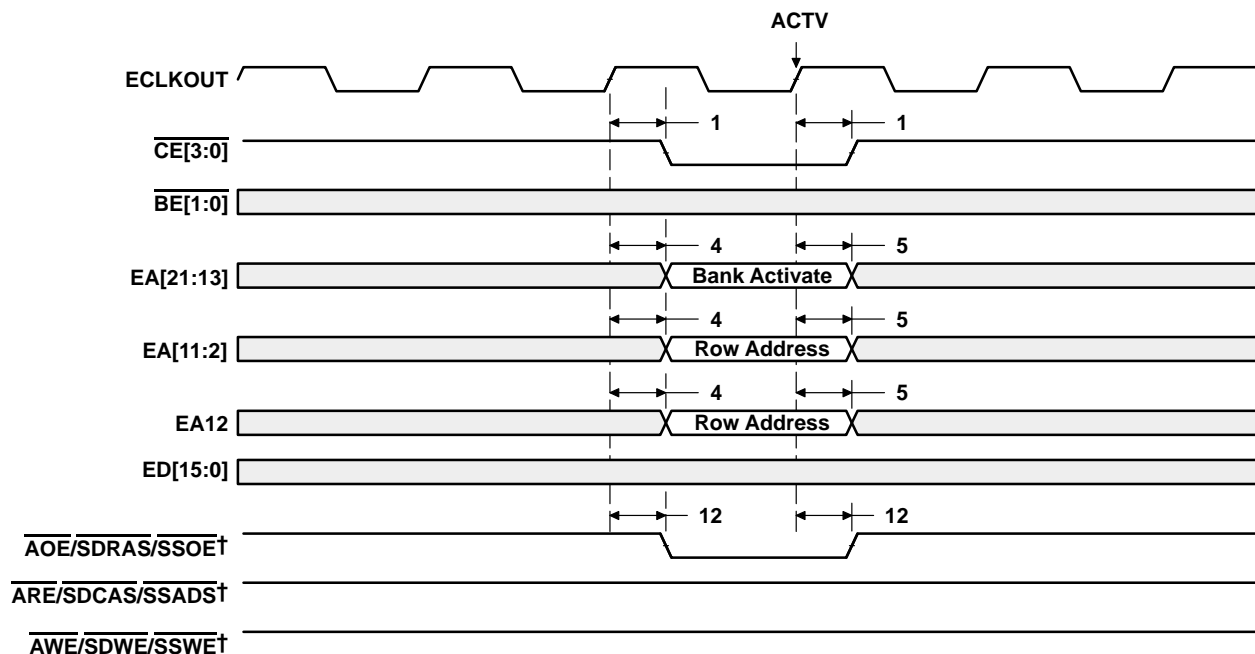 ACTV
ECLKOUT
1 1
CE[3:0]
BE[1:0]
4 5
EA[21:13] Bank Activate
4 5
EA[11:2] Row Address
4 5
EA12 Row Address
ED[15:0]
12 12
AOE/SDRAS/SSOE†
ARE/SDCAS/SSADS†
AWE/SDWE/SSWE†